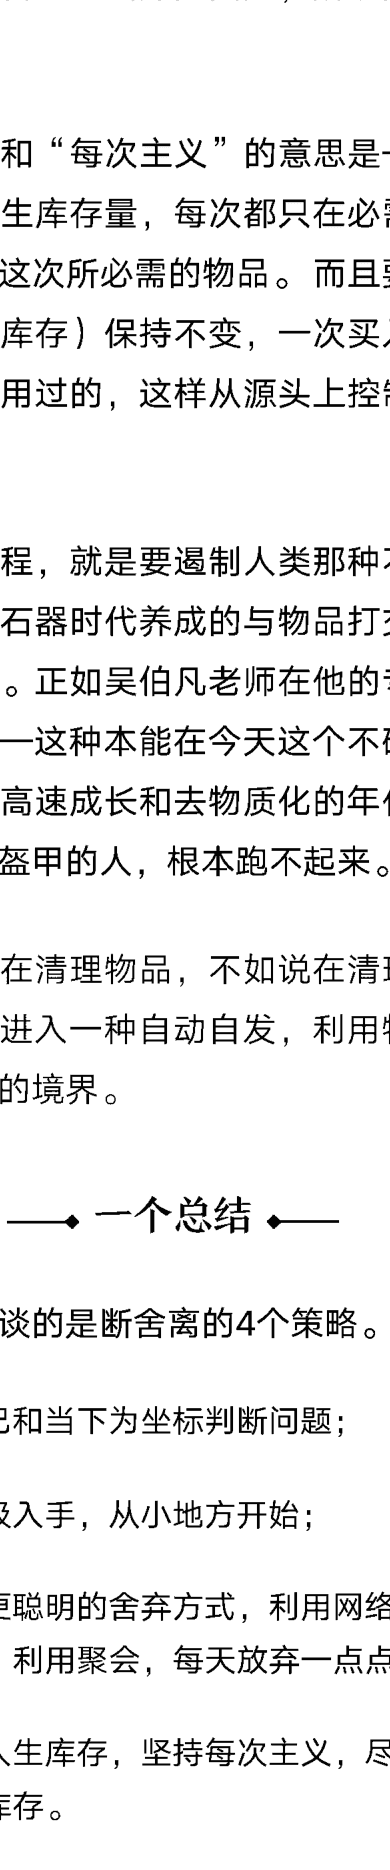 和“每次主义”的意思是
生库存量，每次都只在必
这次所必需的物品。而且
库存）保持不变，一次买
用过的，这样从源头上控
程，就是要遏制人类那种
石器时代养成的与物品打
。正如吴伯凡老师在他的
—这种本能在今天这个不
高速成长和去物质化的年
盔甲的人，根本跑不起来。
在清理物品，不如说在清
进入一种自动自发，利用
的境界。
一个总结
谈的是断舍离的4个策略。
和当下为坐标判断问题；
入手，从小地方开始；
聪明的舍弃方式，利用网络
利用聚会，每天放弃一点点
生库存，坚持每次主义，尽
库存。